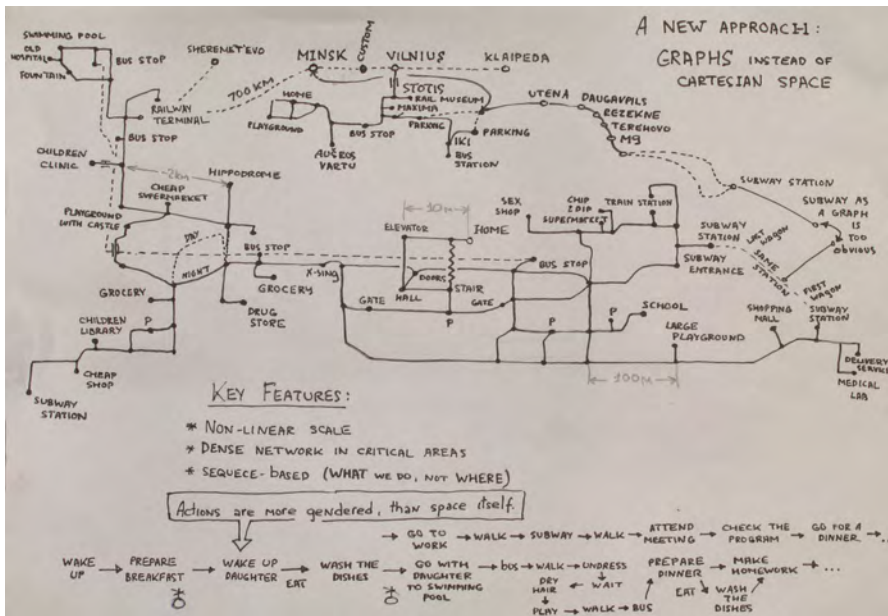 A NEW APPROACH:
GRAPHS INSTEAD OF
CARTESIAN SPACE
SWIMMING POOL
OLD
HOSPITAL
FOUNTAIN
BUS STOP
SHEREMET'EVO
RAILWAY
TERMINAL
700 KM
MINSK
CUSTOM
VILNIUS
KLAIPEDA
STOTIS
RAIL MUSEUM
MAXIMA
HOME
PLAYGROUND
BUS STOP
PARKING
AUŠROS
VARTU
IKI
BUS
STATION
PARKING
UTENA
DAUGAVPILS
REZEKNE
TEREHOVO
M9
SUBWAY STATION
BUS STOP
CHILDREN
CLINIC
~2km
HIPPODROME
CHEAP
SUPERMARKET
PLAYGROUND
WITH CASTLE
DAY
NIGHT
BUS STOP
GROCERY
GROCERY
DRUG
STORE
CHILDREN
LIBRARY
P
CHEAP
SHOP
SUBWAY
STATION
X-SING
10M
ELEVATOR
HOME
DOORS
HALL
STAIR
GATE
GATE
P
SEX
SHOP
CHIP
&DIP
SUPERMARKET
TRAIN STATION
BUS STOP
SUBWAY
STATION
SUBWAY
ENTRANCE
LAST
WAGON
SAME
STATION
FIRST
WAGON
SUBWAY AS
A GRAPH
IS
TOO
OBVIOUS
SCHOOL
P
LARGE
PLAYGROUND
100M
SHOPPING
MALL
SUBWAY
STATION
DELIVERY
SERVICE
MEDICAL
LAB
KEY FEATURES:
* NON-LINEAR SCALE
* DENSE NETWORK IN CRITICAL AREAS
* SEQUECE-BASED (WHAT WE DO, NOT WHERE)
Actions are more gendered, than space itself.
→ GO TO WORK → WALK → SUBWAY → WALK → ATTEND MEETING → CHECK THE PROGRAM → GO FOR A DINNER → ...
WAKE UP → PREPARE BREAKFAST → WAKE UP DAUGHTER → EAT → WASH THE DISHES → GO WITH DAUGHTER TO SWIMMING POOL → BUS → WALK → UNDRESS
WAIT
DRY HAIR
PLAY → WALK → BUS
PREPARE DINNER → MAKE HOMEWORK → ...
EAT → WASH THE DISHES